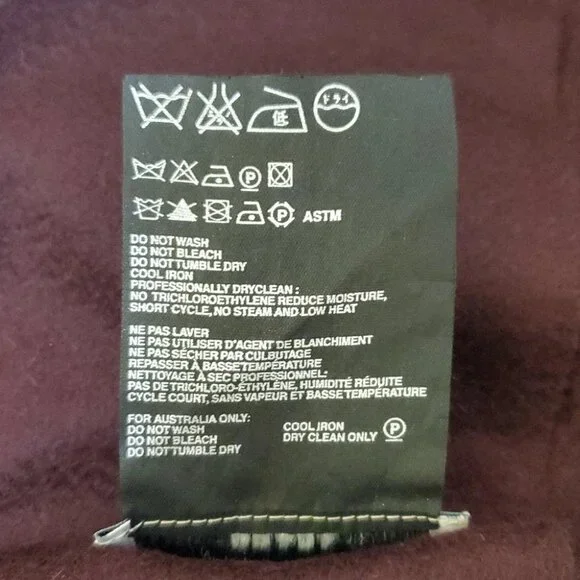 低 ドライ
P
P ASTM
DO NOT WASH
DO NOT BLEACH
DO NOT TUMBLE DRY
COOL IRON
PROFESSIONALLY DRYCLEAN :
NO TRICHLOROETHYLENE REDUCE MOISTURE,
SHORT CYCLE, NO STEAM AND LOW HEAT
NE PAS LAVER
NE PAS UTILISER D'AGENT DE BLANCHIMENT
NE PAS SÉCHER PAR CULBUTAGE
REPASSER À BASSE TEMPÉRATURE
NETTOYAGE À SEC PROFESSIONNEL:
PAS DE TRICHLORO-ÉTHYLÈNE, HUMIDITÉ RÉDUITE
CYCLE COURT, SANS VAPEUR ET BASSE TEMPÉRATURE
FOR AUSTRALIA ONLY:
DO NOT WASH COOL IRON
DO NOT BLEACH DRY CLEAN ONLY P
DO NOT TUMBLE DRY